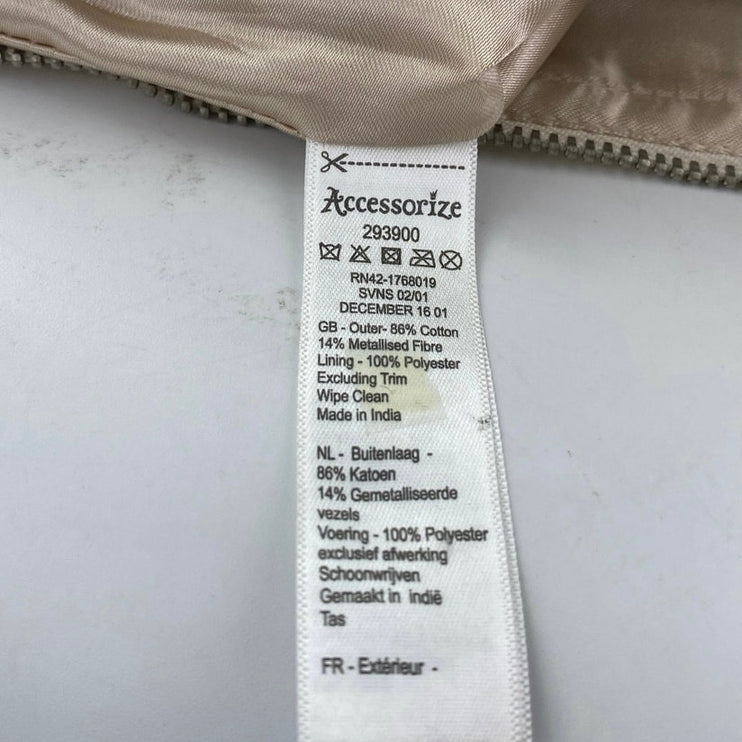 Accessorize
293900
RN42-1768019
SVNS 02/01
DECEMBER 16 01
GB - Outer- 86% Cotton
14% Metallised Fibre
Lining - 100% Polyester
Excluding Trim
Wipe Clean
Made in India
NL - Buitenlaag -
86% Katoen
14% Gemetalliseerde
vezels
Voering - 100% Polyester
exclusief afwerking
Schoonwrijven
Gemaakt in indië
Tas
FR - Extérieur -